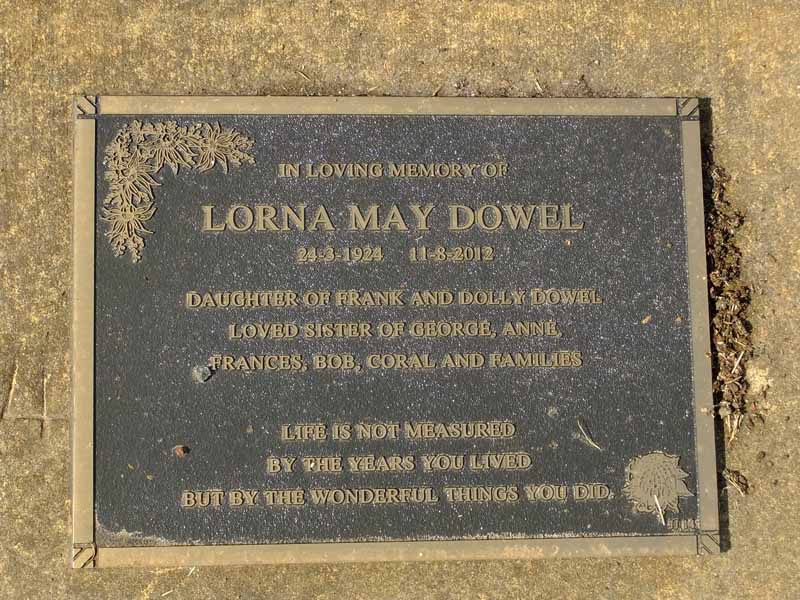 IN LOVING MEMORY OF
LORNA MAY DOWEL
24-3-1924 11-8-2012
DAUGHTER OF FRANK AND DOLLY DOWEL
LOVED SISTER OF GEORGE, ANNE,
FRANCES, BOB, CORAL AND FAMILIES
LIFE IS NOT MEASURED
BY THE YEARS YOU LIVED
BUT BY THE WONDERFUL THINGS YOU DID.